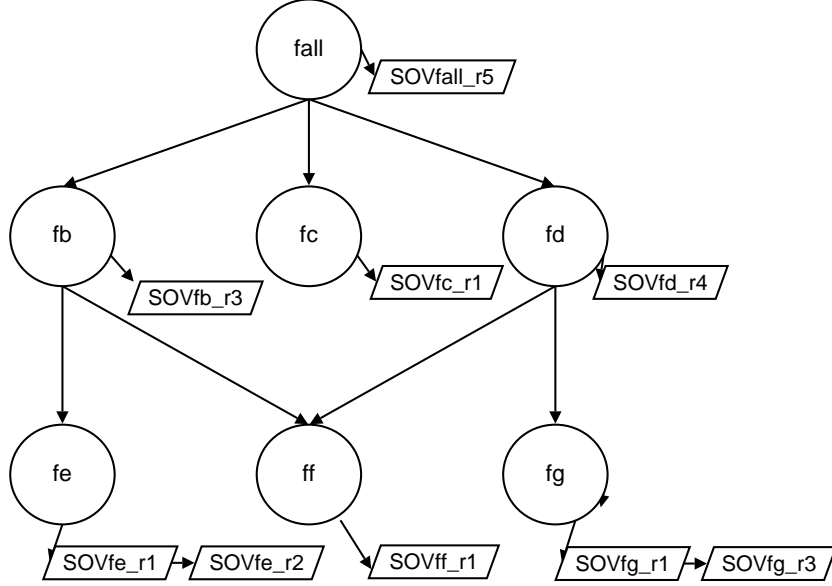 fall
SOVfall_r5
fb
fc
fd
SOVfb_r3
SOVfc_r1
SOVfd_r4
fe
ff
fg
SOVfe_r1
SOVfe_r2
SOVff_r1
SOVfg_r1
SOVfg_r3